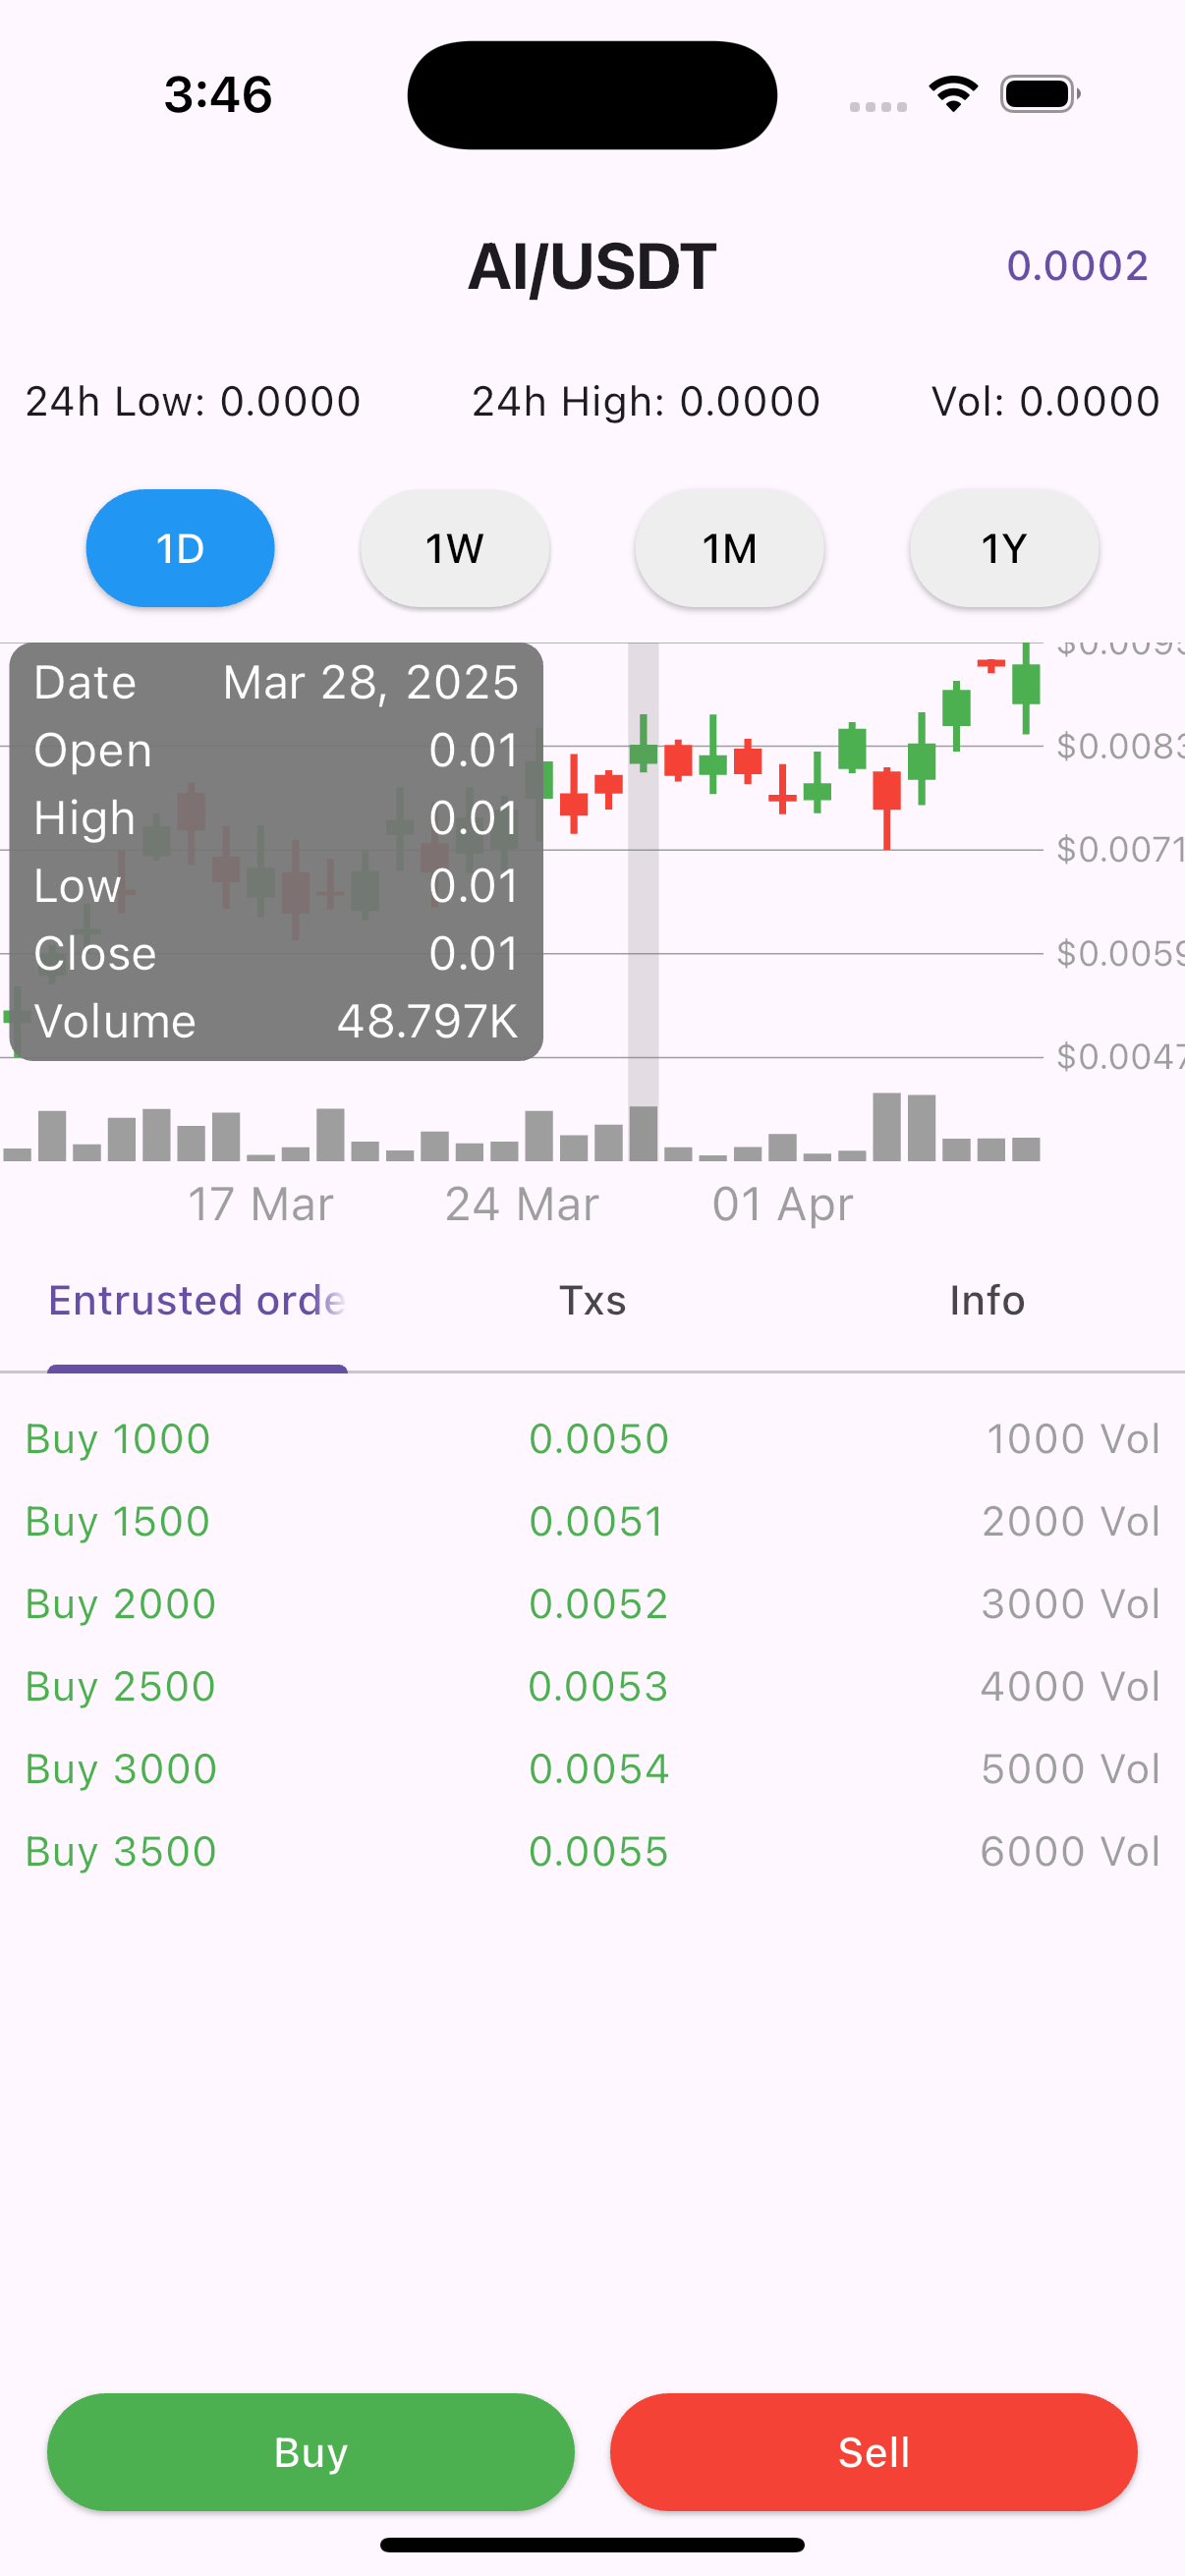 3:46
AI/USDT 0.0002
24h Low: 0.0000 24h High: 0.0000 Vol: 0.0000
1D 1W 1M 1Y
Date Mar 28, 2025
Open 0.01
High 0.01
Low 0.01
Close 0.01
Volume 48.797K
$0.0095
$0.0083
$0.0071
$0.0059
$0.0047
17 Mar 24 Mar 01 Apr
Entrusted orde Txs Info
Buy 1000 0.0050 1000 Vol
Buy 1500 0.0051 2000 Vol
Buy 2000 0.0052 3000 Vol
Buy 2500 0.0053 4000 Vol
Buy 3000 0.0054 5000 Vol
Buy 3500 0.0055 6000 Vol
Buy Sell